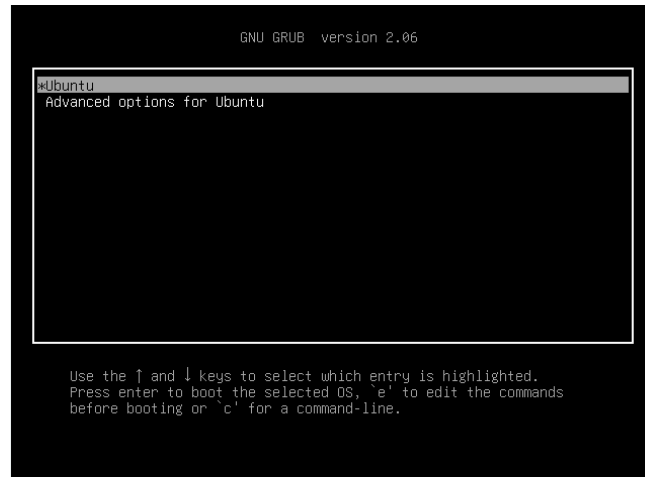 GNU GRUB version 2.06
*Ubuntu
Advanced options for Ubuntu
Use the ↑ and ↓ keys to select which entry is highlighted.
Press enter to boot the selected OS, `e' to edit the commands
before booting or `c' for a command-line.